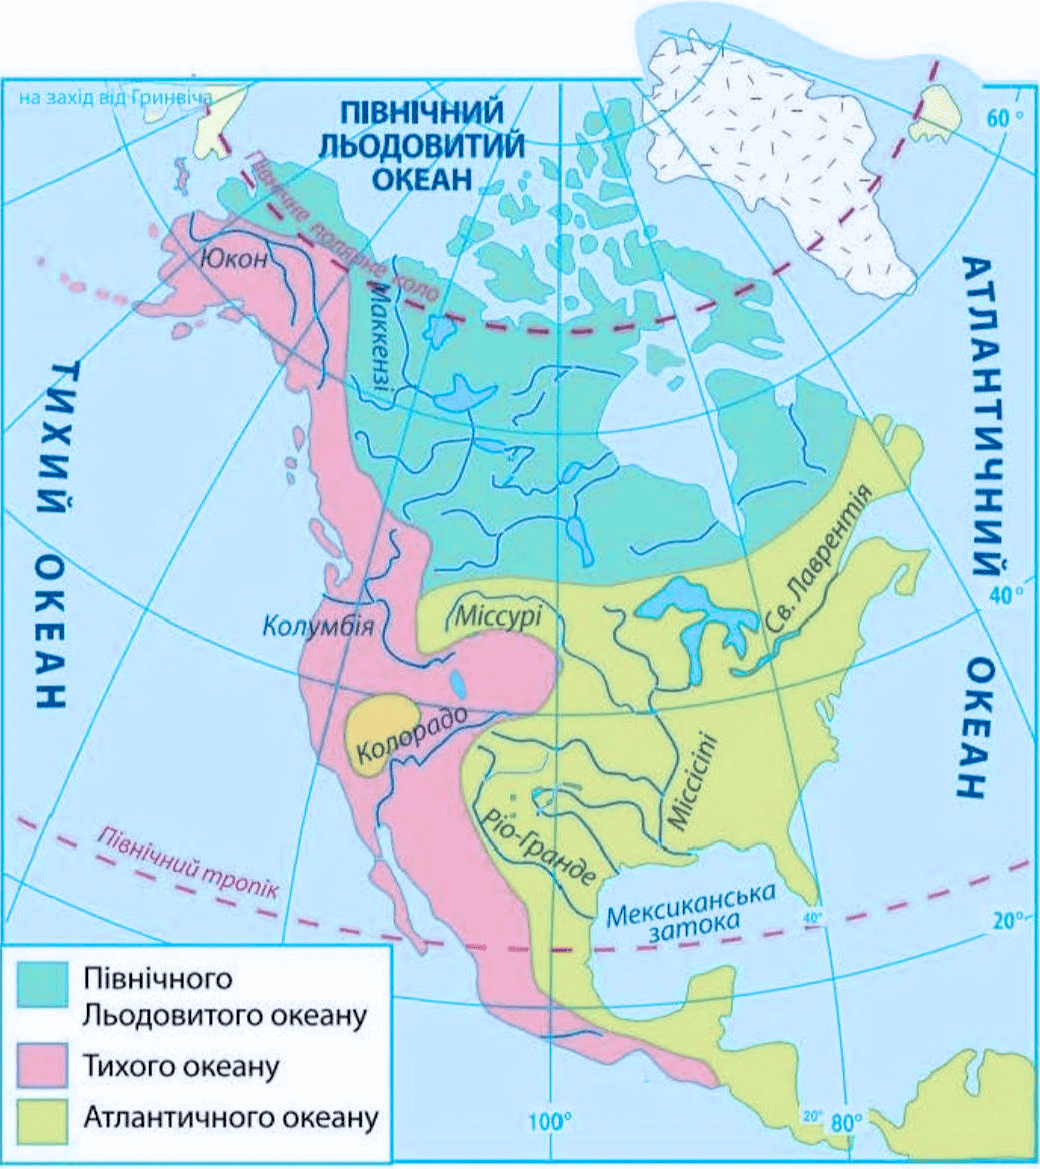 на захід від Гринвіча
ПІВНІЧНИЙ
ЛЬОДОВИТИЙ
ОКЕАН
60°
Північне полярне коло
Юкон
Маккензі
ТИХИЙ ОКЕАН
АТЛАНТИЧНИЙ ОКЕАН
Св. Лаврентія
40°
Міссурі
Колумбія
Колорадо
Міссісіпі
Ріо-Гранде
Північний тропік
Мексиканська
затока
40°
20°
Північного
Льодовитого океану
Тихого океану
Атлантичного океану
100°
20°
80°